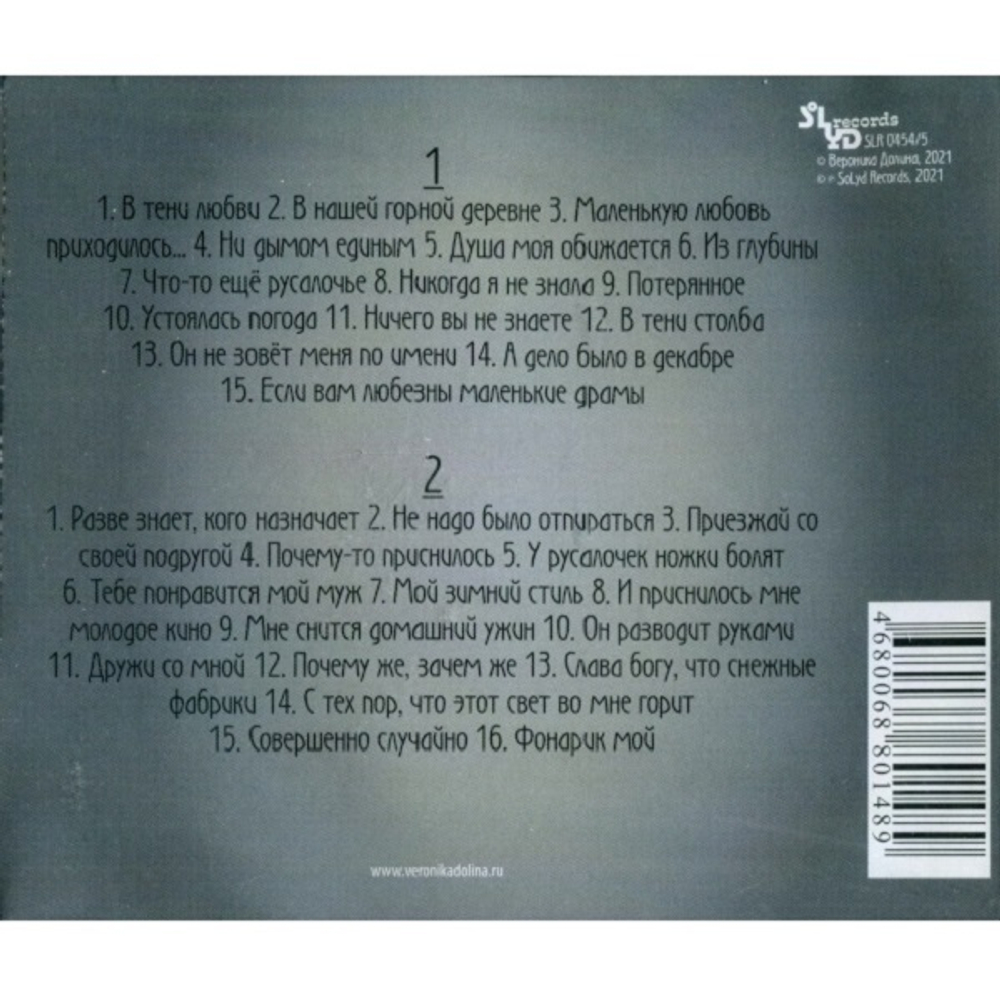 SoLyd records
SLR 0454/5
© Вероника Долина, 2021
© ℗ SoLyd Records, 2021
1
1. В тени любви 2. В нашей горной деревне 3. Маленькую любовь
приходилось... 4. Ни дымом единым 5. Душа моя обижается 6. Из глубины
7. Что-то ещё русалочье 8. Никогда я не знала 9. Потерянное
10. Устоялась погода 11. Ничего вы не знаете 12. В тени столба
13. Он не зовёт меня по имени 14. А дело было в декабре
15. Если вам любезны маленькие драмы
2
1. Разве знает, кого назначает 2. Не надо было отпираться 3. Приезжай со
своей подругой 4. Почему-то приснилось 5. У русалочек ножки болят
6. Тебе понравится мой муж 7. Мой зимний стиль 8. И приснилось мне
молодое кино 9. Мне снится домашний ужин 10. Он разводит руками
11. Дружи со мной 12. Почему же, зачем же 13. Слава богу, что снежные
фабрики 14. С тех пор, что этот свет во мне горит
15. Совершенно случайно 16. Фонарик мой
4680068 801489
www.veronikadolina.ru